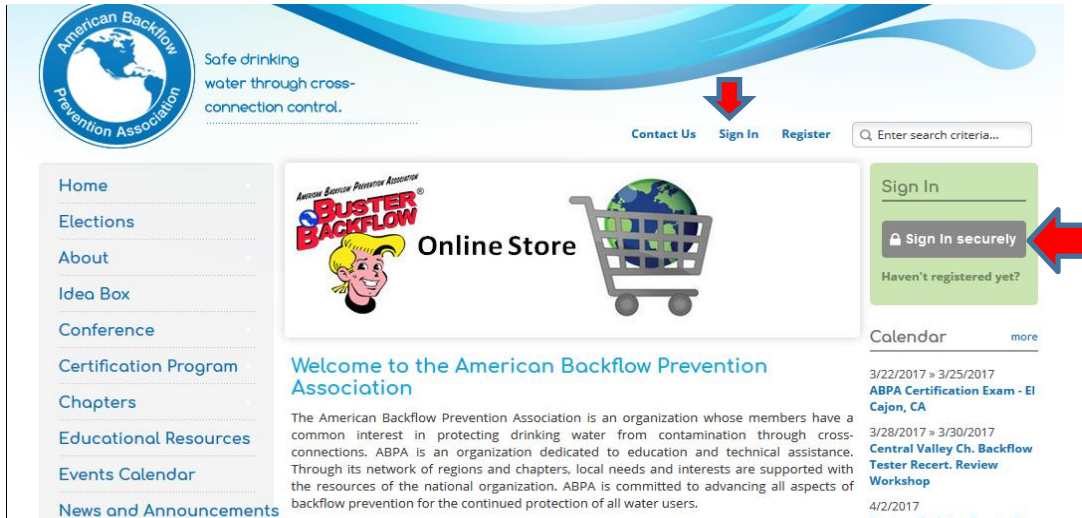 American Backflow
Prevention Association
Safe drinking
water through cross-
connection control.
Contact Us Sign In Register Enter search criteria...
Home
Elections
About
Idea Box
Conference
Certification Program
Chapters
Educational Resources
Events Calendar
News and Announcements
AMERICAN BACKFLOW PREVENTION ASSOCIATION
BUSTER®
BACKFLOW
Online Store
Welcome to the American Backflow Prevention
Association
The American Backflow Prevention Association is an organization whose members have a
common interest in protecting drinking water from contamination through cross-
connections. ABPA is an organization dedicated to education and technical assistance.
Through its network of regions and chapters, local needs and interests are supported with
the resources of the national organization. ABPA is committed to advancing all aspects of
backflow prevention for the continued protection of all water users.
Sign In
Sign In securely
Haven't registered yet?
Calendar more
3/22/2017 » 3/25/2017
ABPA Certification Exam - El
Cajon, CA
3/28/2017 » 3/30/2017
Central Valley Ch. Backflow
Tester Recert. Review
Workshop
4/2/2017